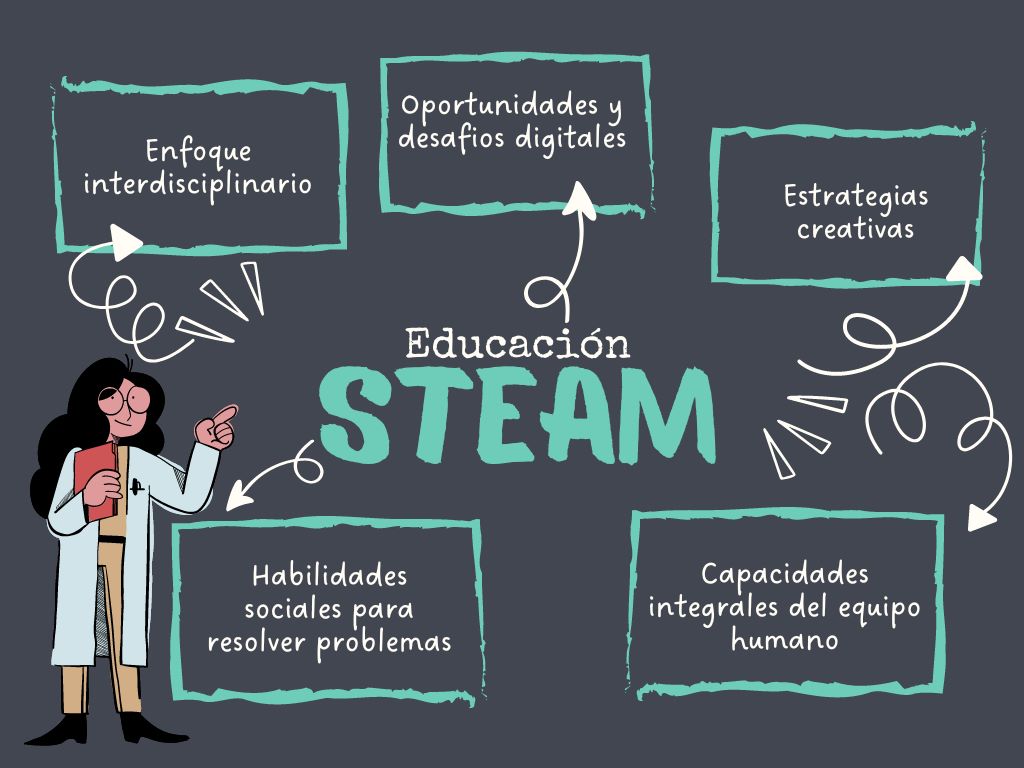 Enfoque
interdisciplinario
Oportunidades y
desafios digitales
Estrategias
creativas
Educación
STEAM
Habilidades
sociales para
resolver problemas
Capacidades
integrales del equipo
humano